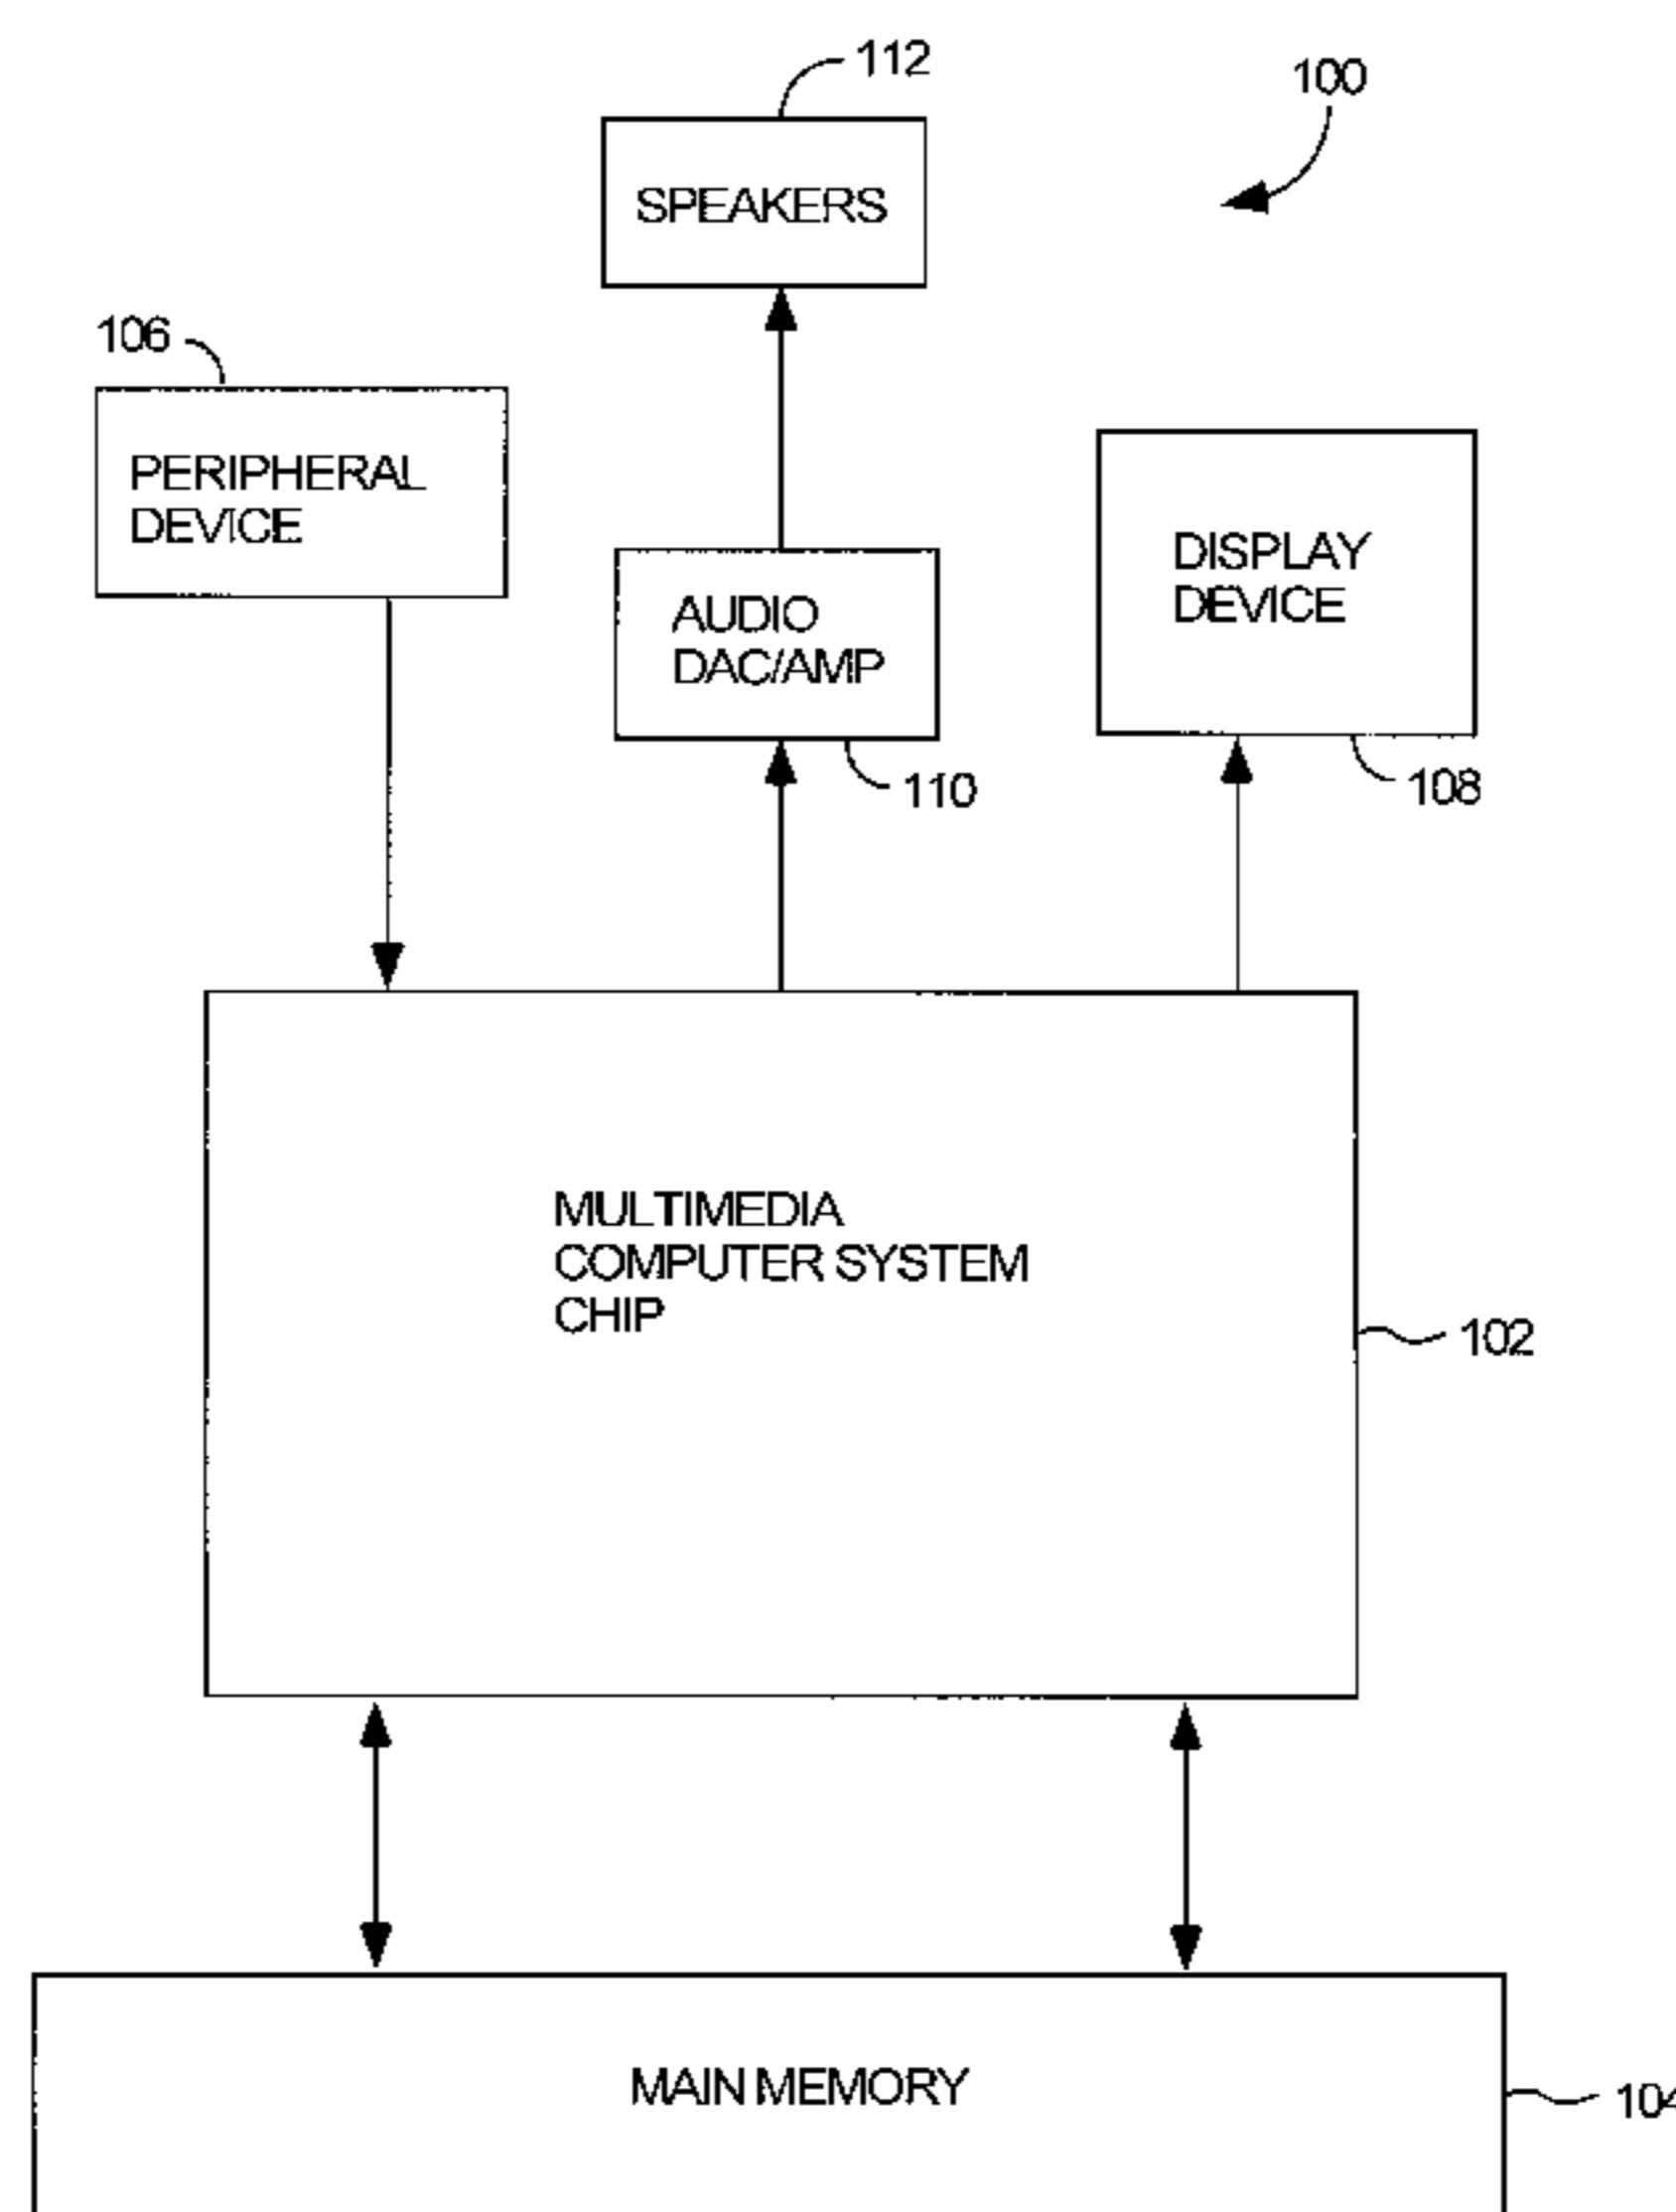 112
100
SPEAKERS
106
PERIPHERAL
DEVICE
DISPLAY
DEVICE
AUDIO
DAC/AMP
110
108
MULTIMEDIA
COMPUTER SYSTEM
CHIP
102
MAIN MEMORY
104